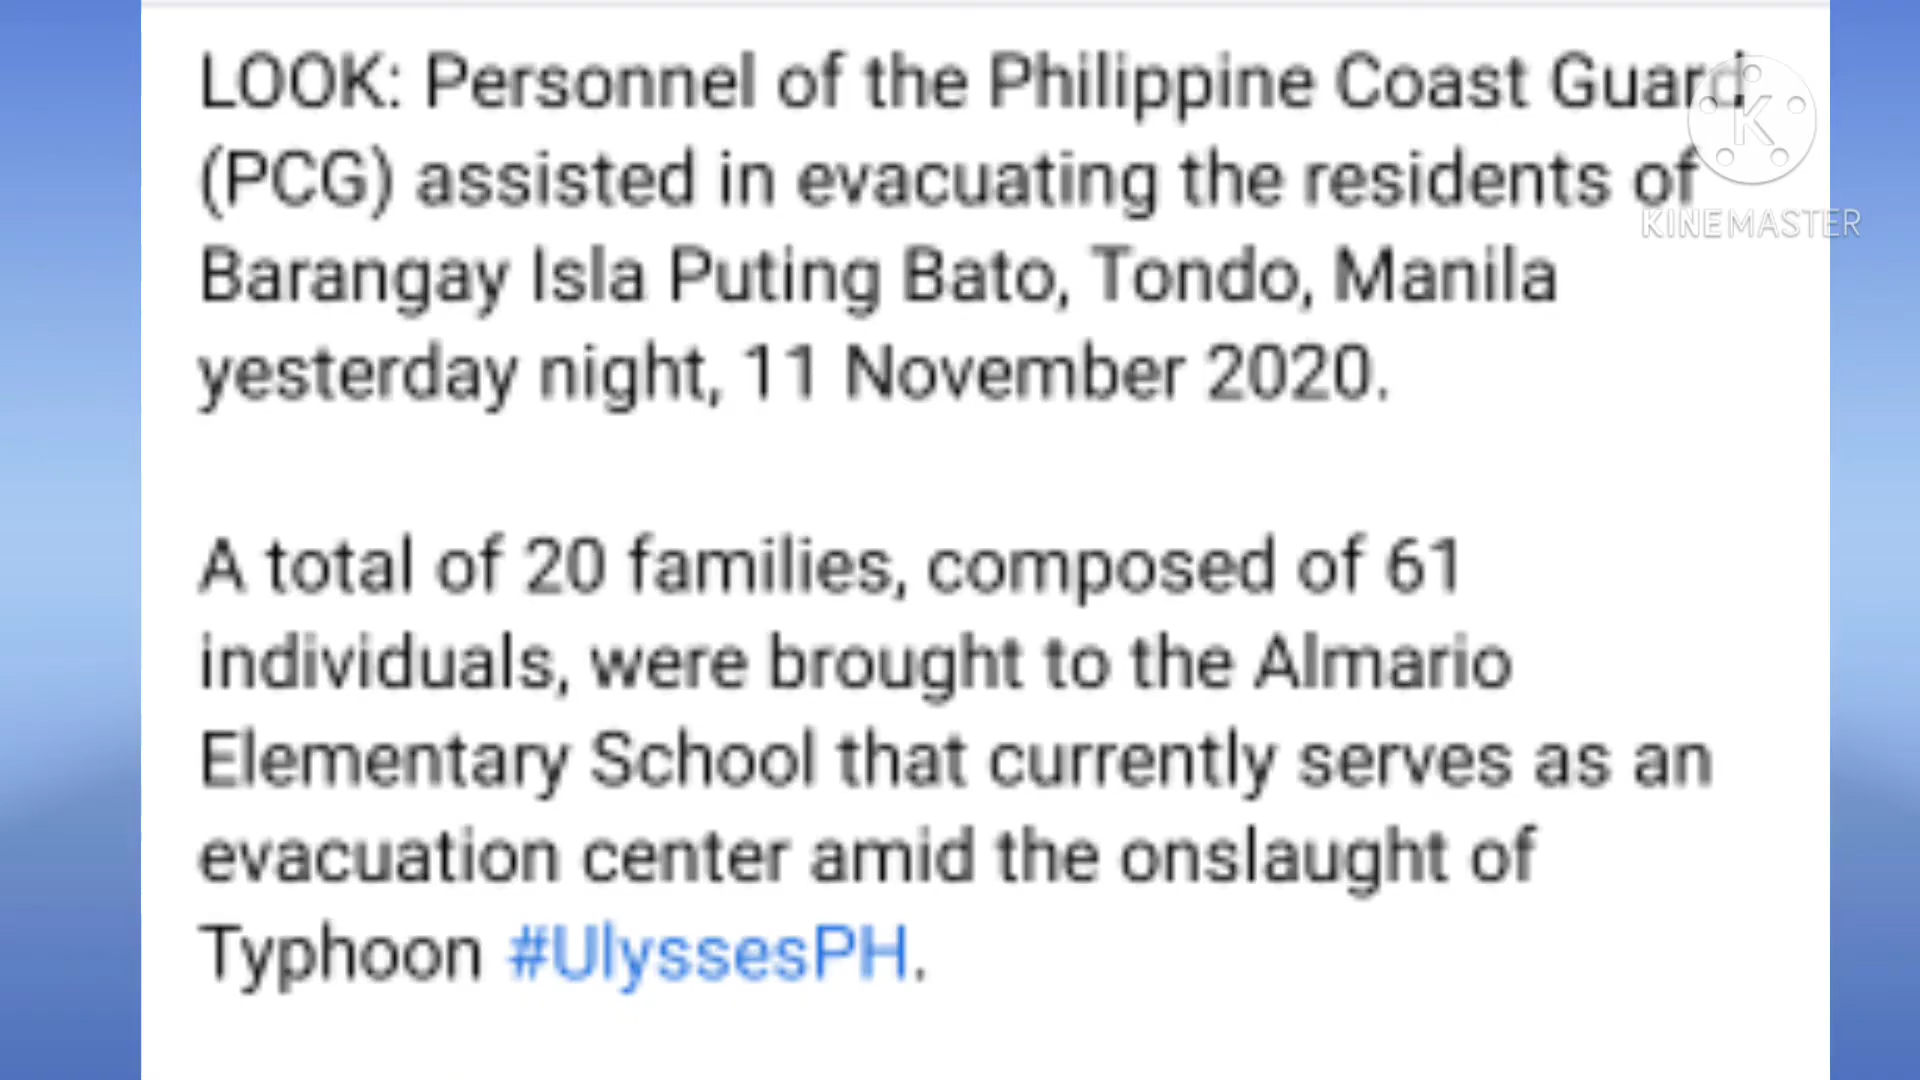 LOOK: Personnel of the Philippine Coast Guard
(PCG) assisted in evacuating the residents of
Barangay Isla Puting Bato, Tondo, Manila
yesterday night, 11 November 2020.
A total of 20 families, composed of 61
individuals, were brought to the Almario
Elementary School that currently serves as an
evacuation center amid the onslaught of
Typhoon #UlyssesPH.
K
KINEMASTER